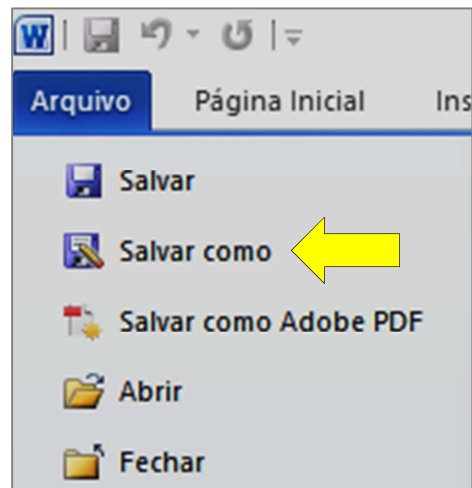 W
Arquivo Página Inicial Ins
Salvar
Salvar como
Salvar como Adobe PDF
Abrir
Fechar